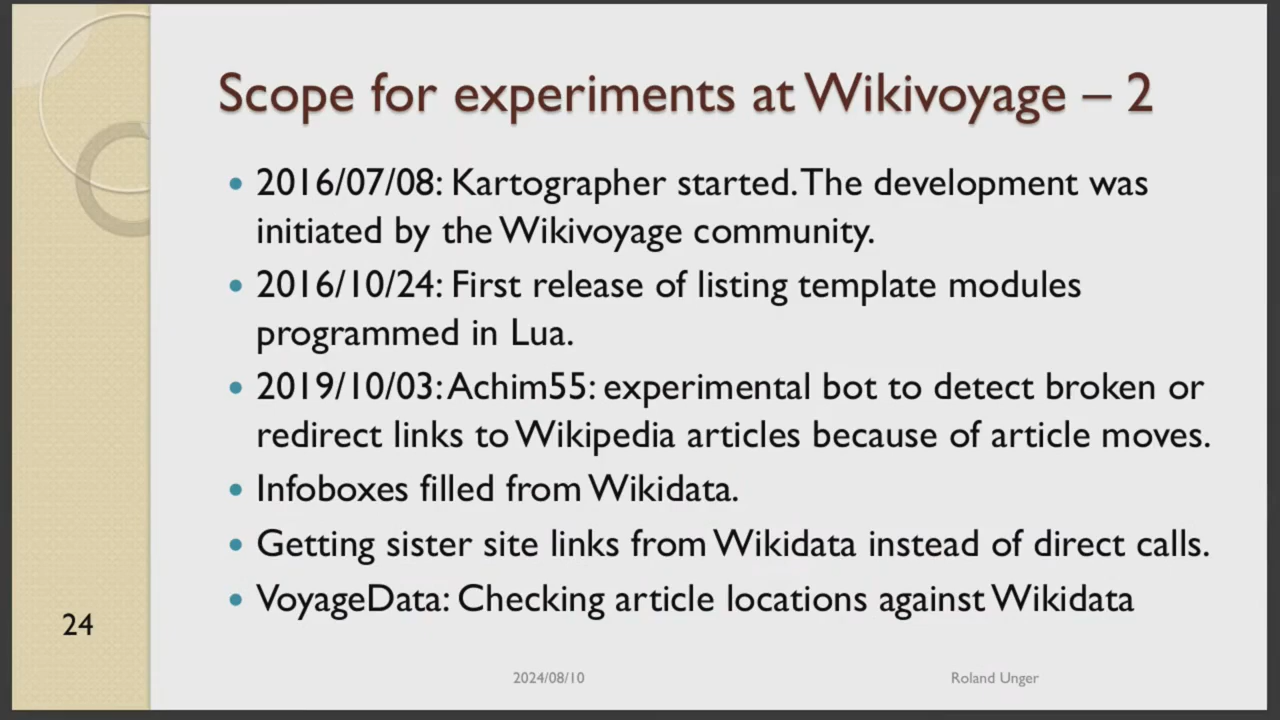 Scope for experiments at Wikivoyage – 2
• 2016/07/08: Kartographer started. The development was
initiated by the Wikivoyage community.
• 2016/10/24: First release of listing template modules
programmed in Lua.
• 2019/10/03: Achim55: experimental bot to detect broken or
redirect links to Wikipedia articles because of article moves.
• Infoboxes filled from Wikidata.
• Getting sister site links from Wikidata instead of direct calls.
• VoyageData: Checking article locations against Wikidata
24
2024/08/10
Roland Unger